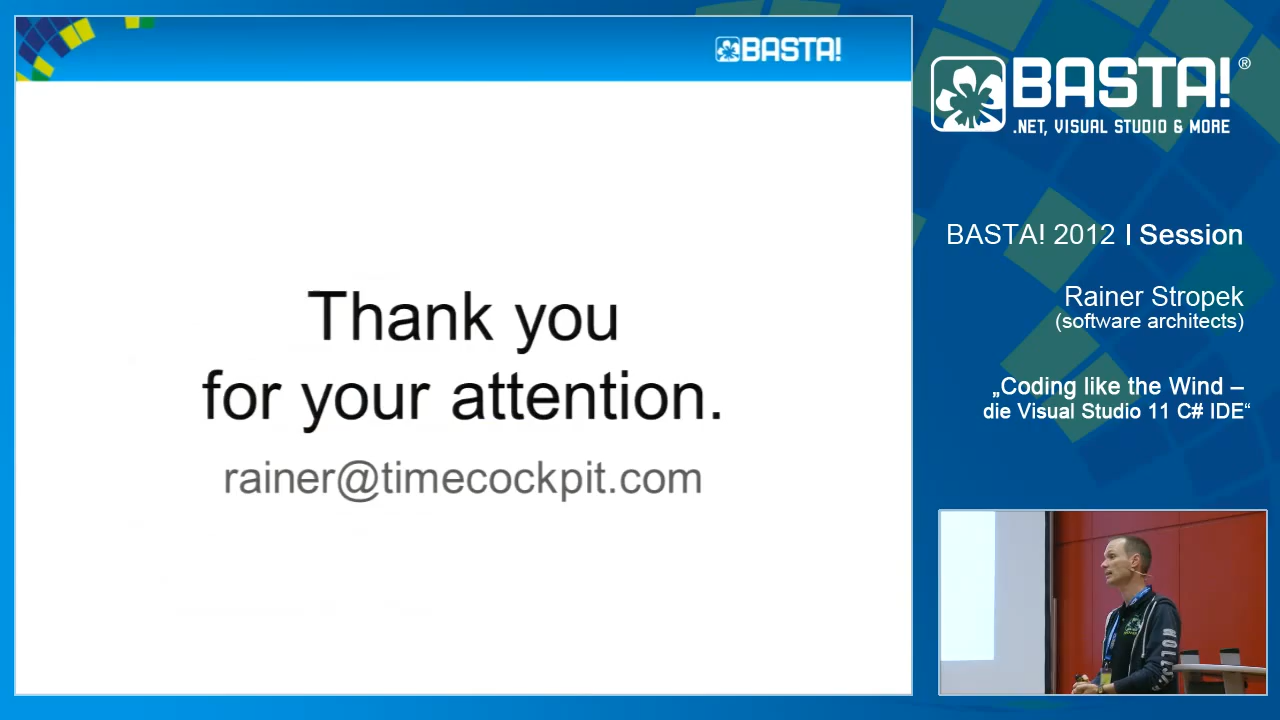 BASTA!
Thank you
for your attention.
rainer@timecockpit.com
BASTA!®
.NET, VISUAL STUDIO & MORE
BASTA! 2012 I Session
Rainer Stropek
(software architects)
„Coding like the Wind –
die Visual Studio 11 C# IDE“